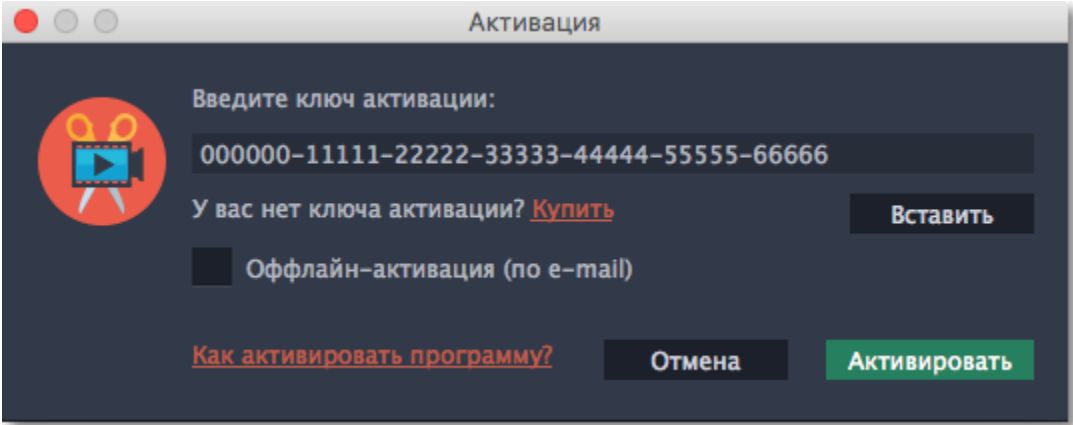 Активация
Введите ключ активации:
000000-11111-22222-33333-44444-55555-66666
У вас нет ключа активации? Купить
Вставить
Оффлайн-активация (по e-mail)
Как активировать программу?
Отмена
Активировать